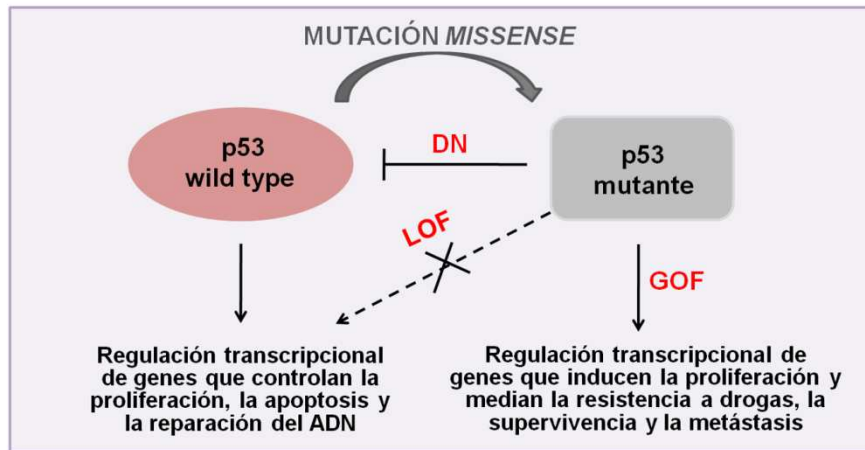 MUTACIÓN MISSENSE
p53
wild type
DN
p53
mutante
LOF
GOF
Regulación transcripcional
de genes que controlan la
proliferación, la apoptosis y
la reparación del ADN
Regulación transcripcional de
genes que inducen la proliferación y
median la resistencia a drogas, la
supervivencia y la metástasis